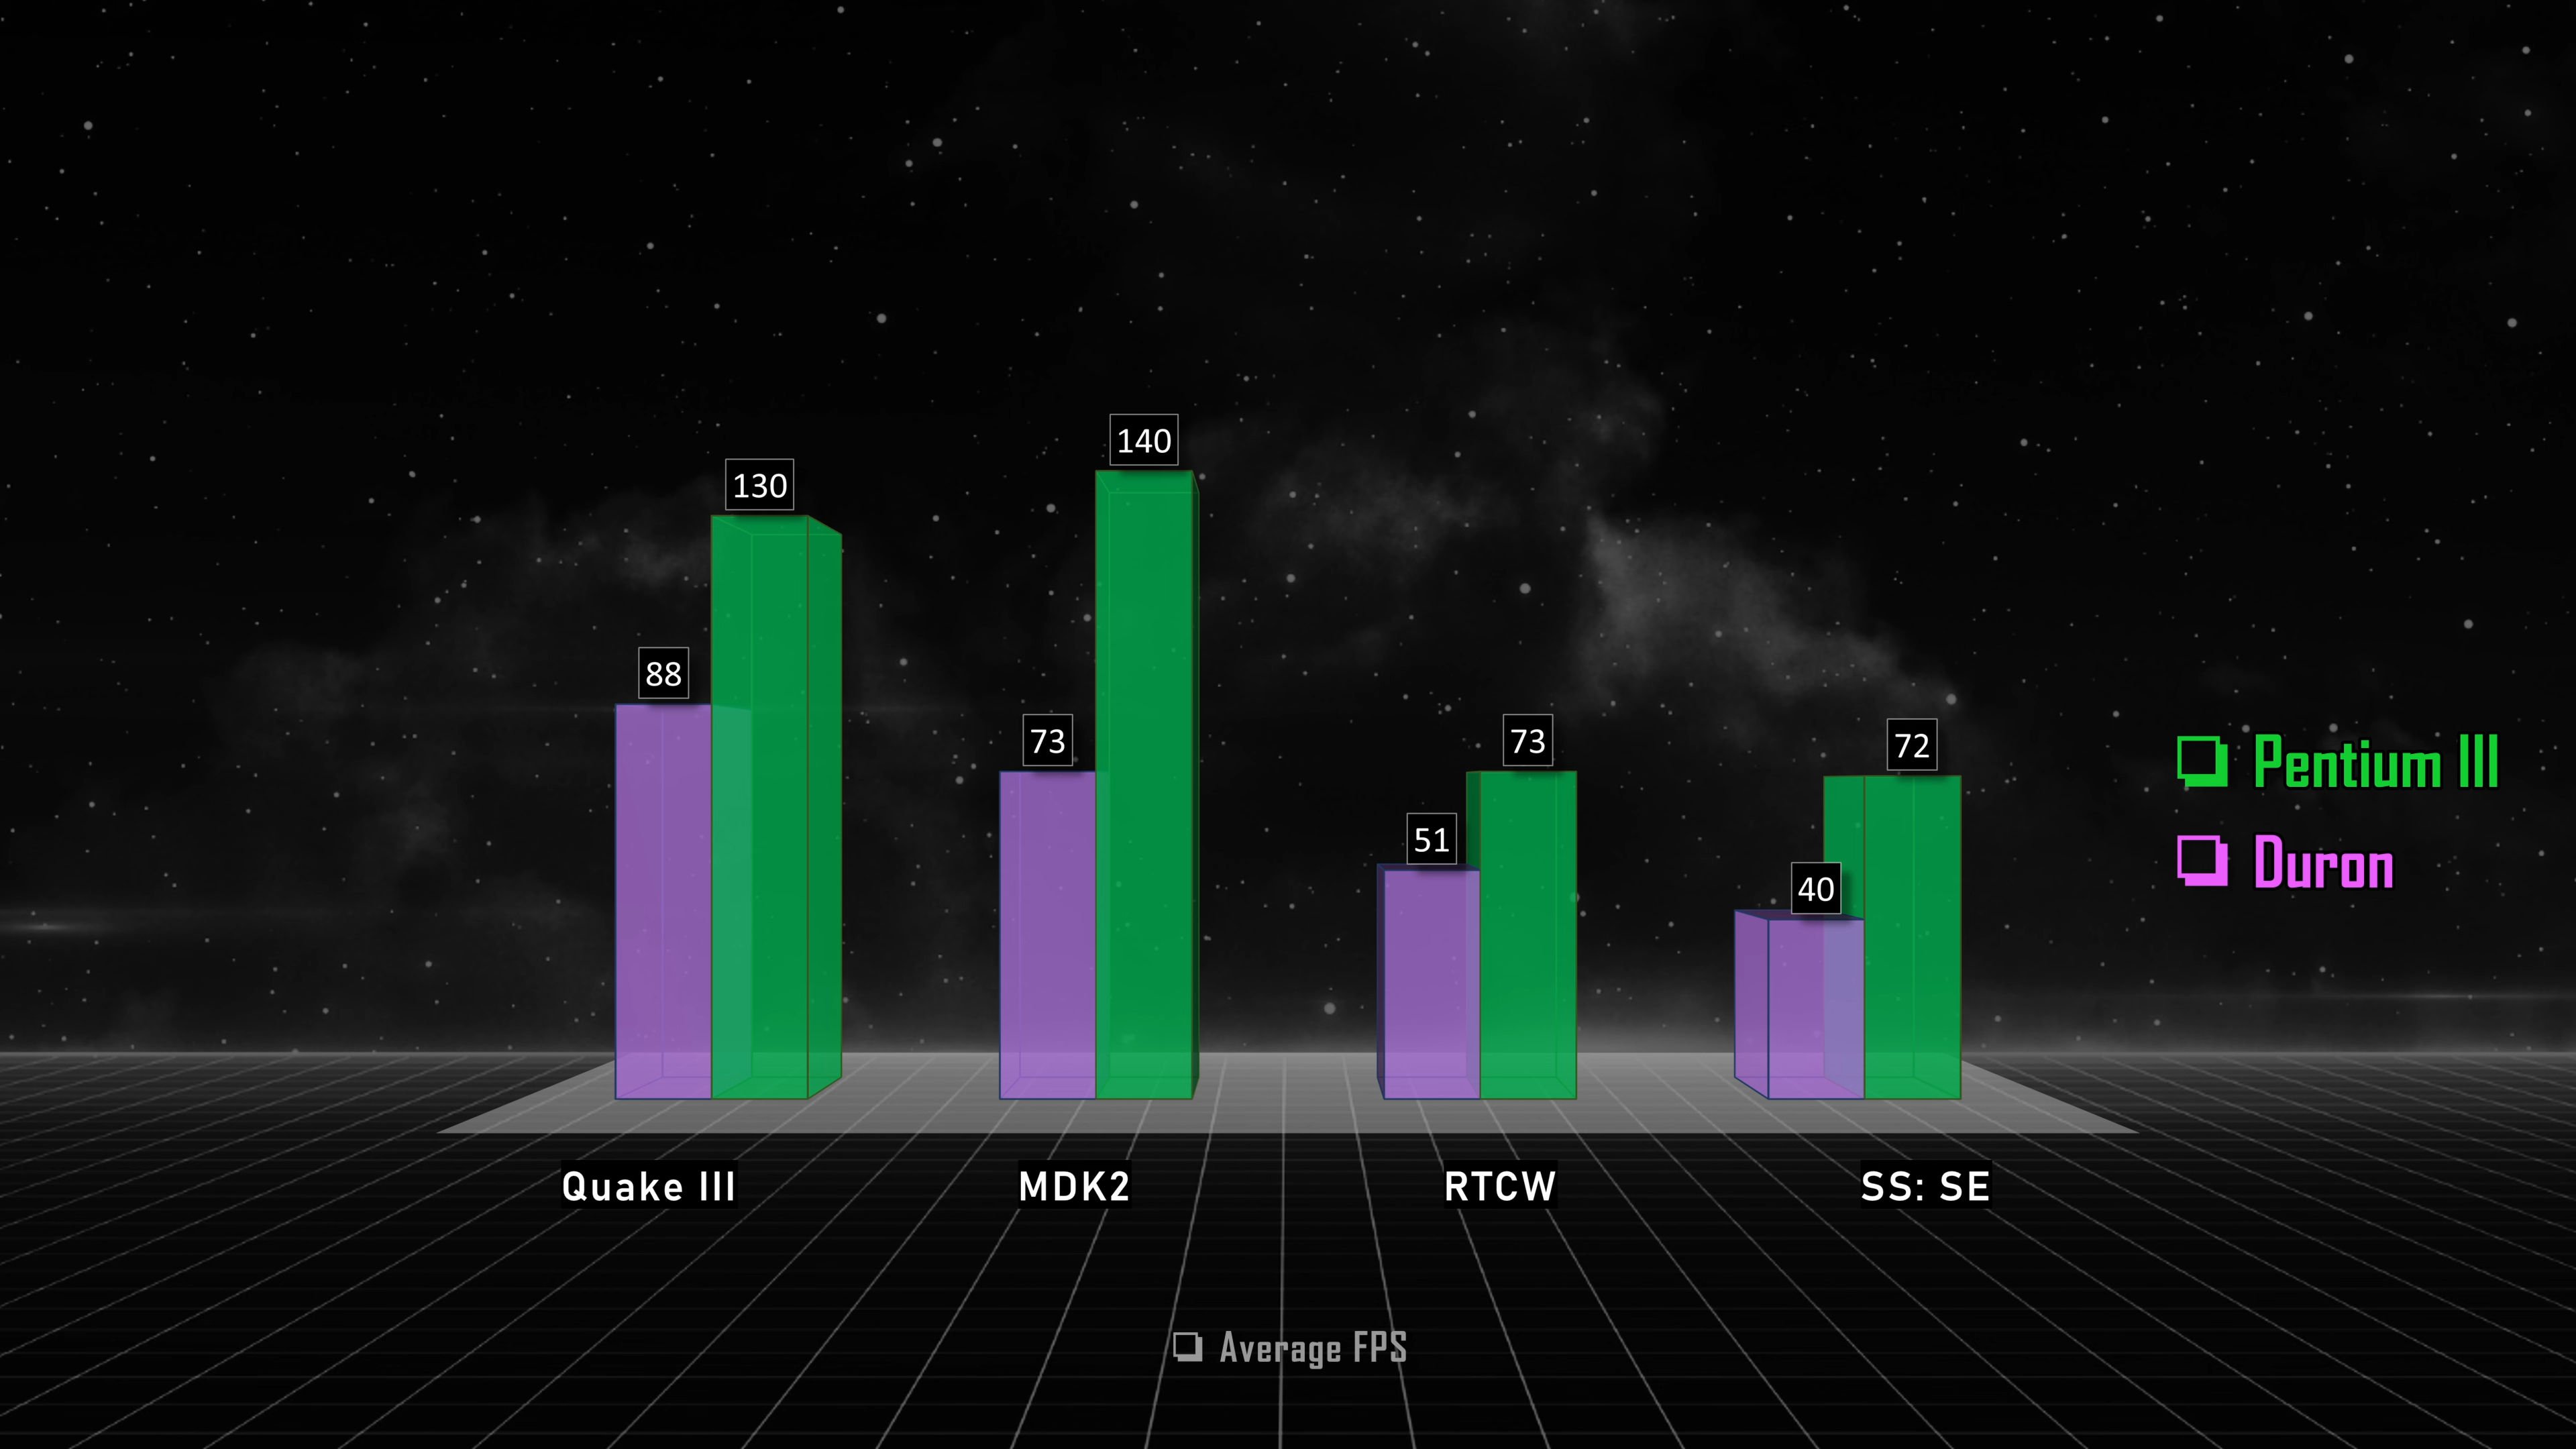 140
130
88
73
73
72
51
40
Pentium III
Duron
Quake III
MDK2
RTCW
SS: SE
Average FPS